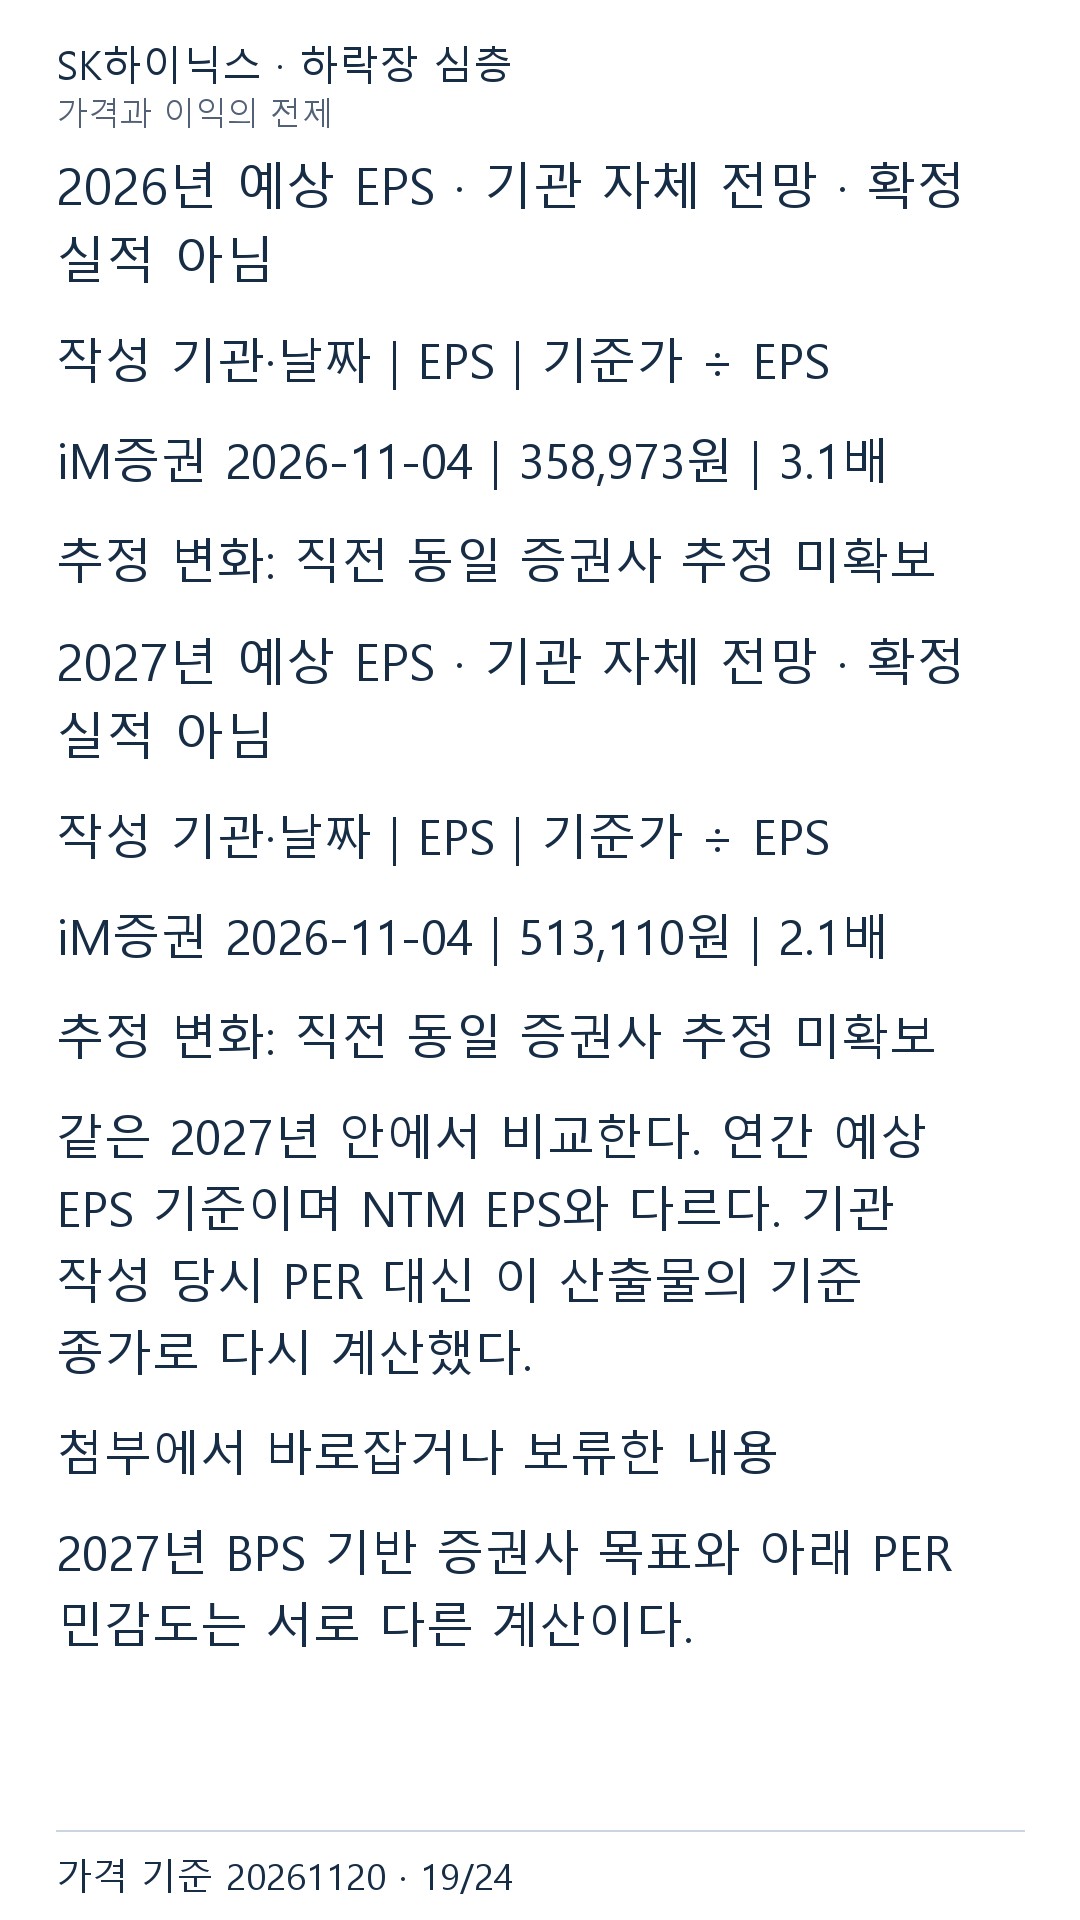 SK하이닉스 · 하락장 심층
가격과 이익의 전제
2026년 예상 EPS · 기관 자체 전망 · 확정
실적 아님
작성 기관·날짜 | EPS | 기준가 ÷ EPS
iM증권 2026-11-04 | 358,973원 | 3.1배
추정 변화: 직전 동일 증권사 추정 미확보
2027년 예상 EPS · 기관 자체 전망 · 확정
실적 아님
작성 기관·날짜 | EPS | 기준가 ÷ EPS
iM증권 2026-11-04 | 513,110원 | 2.1배
추정 변화: 직전 동일 증권사 추정 미확보
같은 2027년 안에서 비교한다. 연간 예상
EPS 기준이며 NTM EPS와 다르다. 기관
작성 당시 PER 대신 이 산출물의 기준
종가로 다시 계산했다.
첨부에서 바로잡거나 보류한 내용
2027년 BPS 기반 증권사 목표와 아래 PER
민감도는 서로 다른 계산이다.
가격 기준 20261120 · 19/24